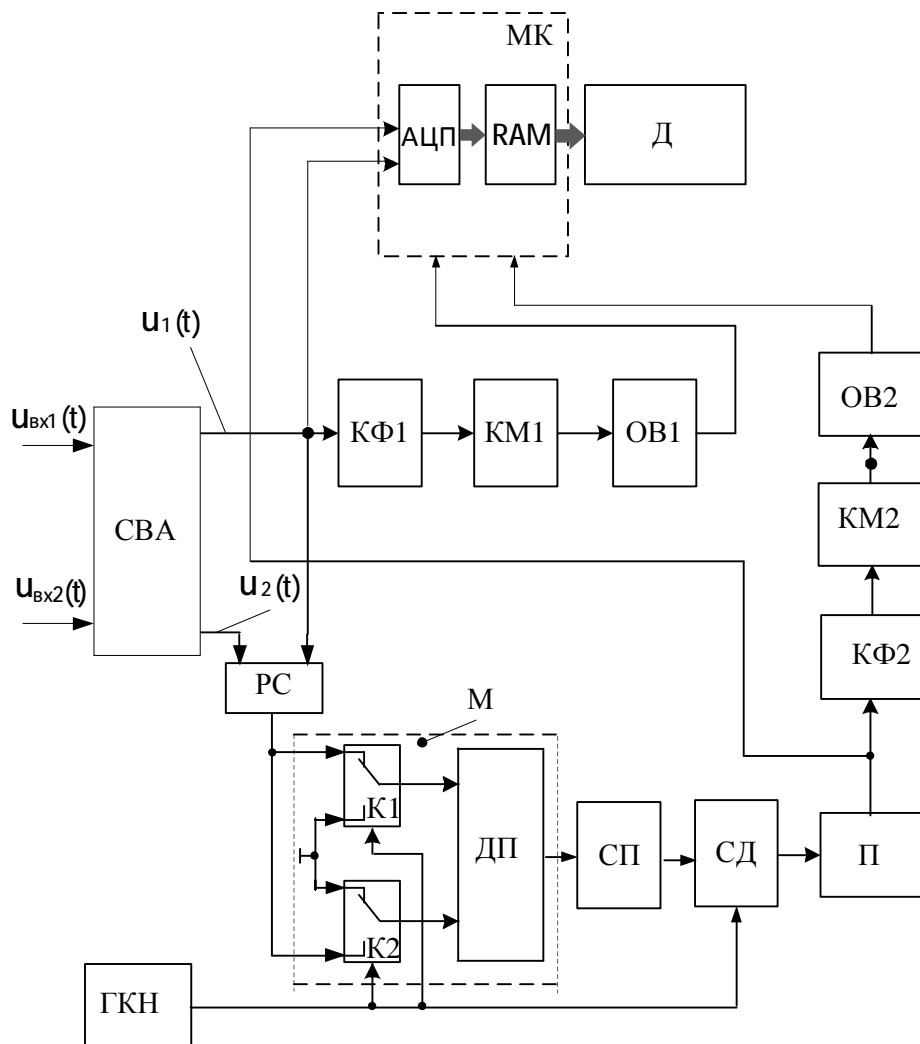 МК
АЦП
RAM
Д
u1(t)
uвх1(t)
КФ1
КМ1
ОВ1
ОВ2
СВА
КМ2
uвх2(t)
u2(t)
КФ2
РС
М
К1
ДП
СП
СД
П
К2
ГКН